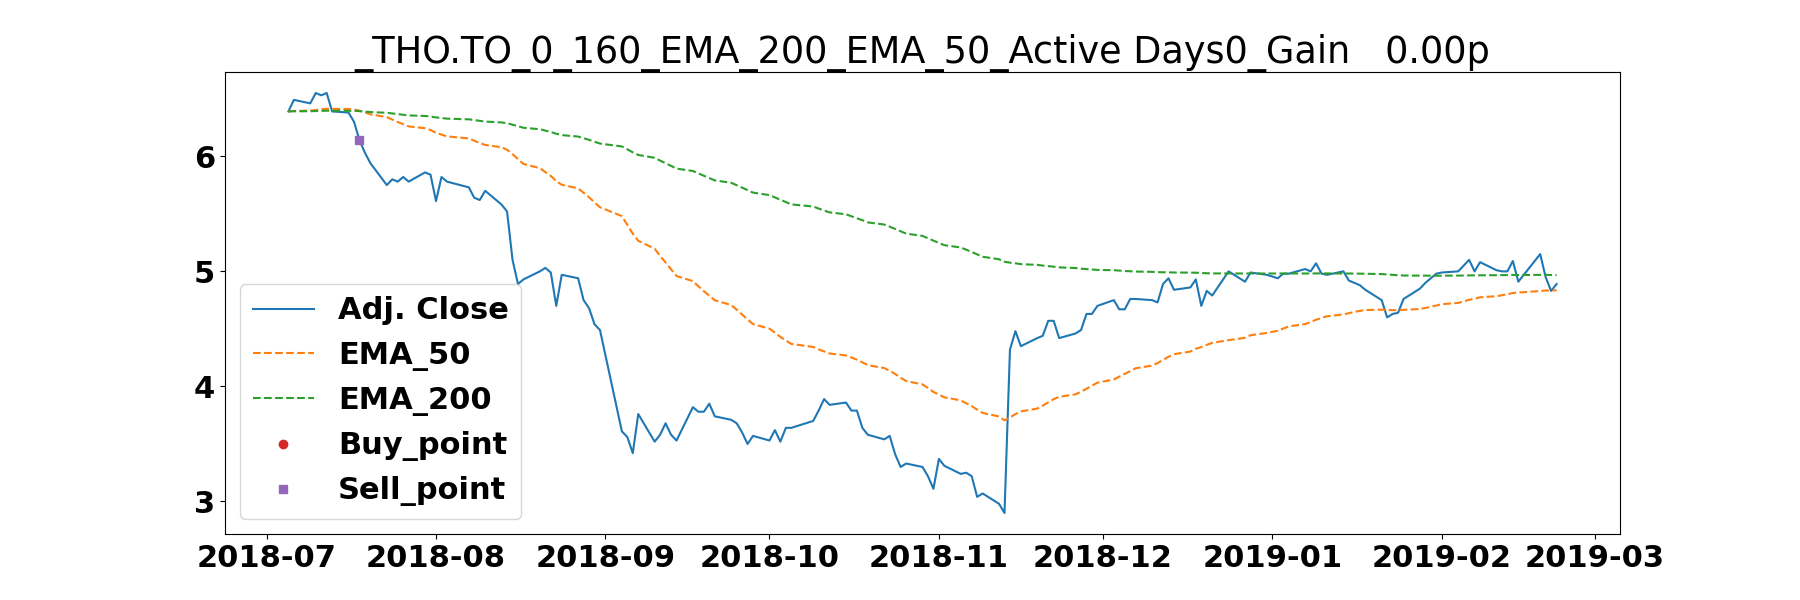 _THO.TO_0_160_EMA_200_EMA_50_Active Days0_Gain   0.00p
6
5
4
3
Adj. Close
EMA_50
EMA_200
Buy_point
Sell_point
2018-07 2018-08 2018-09 2018-10 2018-11 2018-12 2019-01 2019-02 2019-03